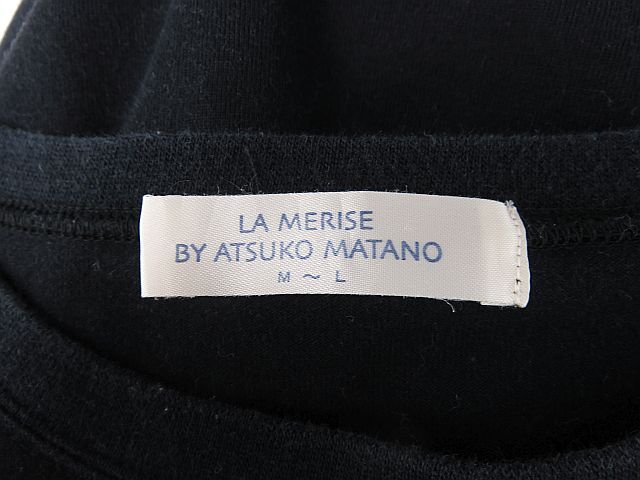 LA MERISE
BY ATSUKO MATANO
M ～ L